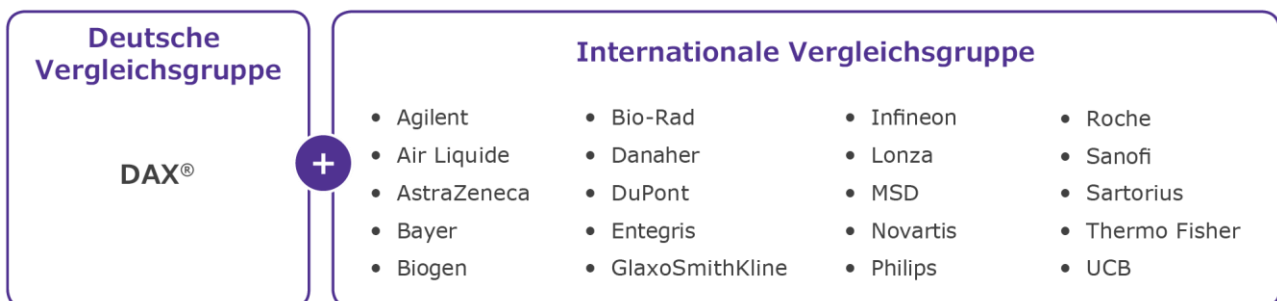 Deutsche
Vergleichsgruppe
DAX®
+
Internationale Vergleichsgruppe
• Agilent
• Air Liquide
• AstraZeneca
• Bayer
• Biogen
• Bio-Rad
• Danaher
• DuPont
• Entegris
• GlaxoSmithKline
• Infineon
• Lonza
• MSD
• Novartis
• Philips
• Roche
• Sanofi
• Sartorius
• Thermo Fisher
• UCB